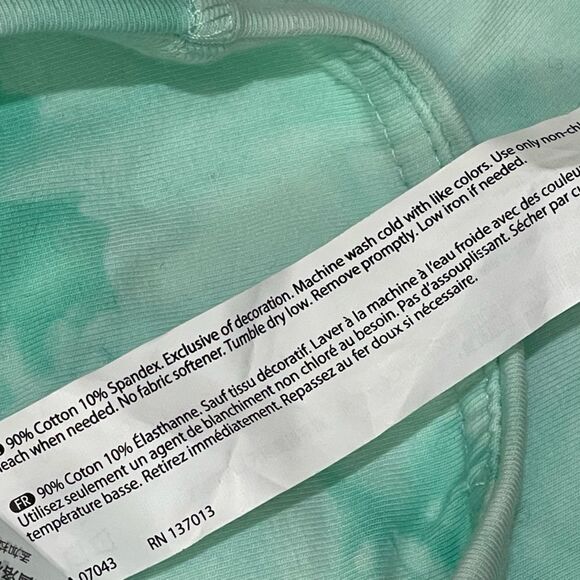 90% Cotton 10% Spandex. Exclusive of decoration. Machine wash cold with like colors. Use only non-chl
each when needed. No fabric softener. Tumble dry low. Remove promptly. Low iron if needed.
FR 90% Coton 10% Élasthanne. Sauf tissu décoratif. Laver à la machine à l'eau froide avec des couleu
Utilisez seulement un agent de blanchiment non chloré au besoin. Pas d'assouplissant. Sécher par cu
température basse. Retirez immédiatement. Repassez au fer doux si nécessaire.
07043 RN 137013